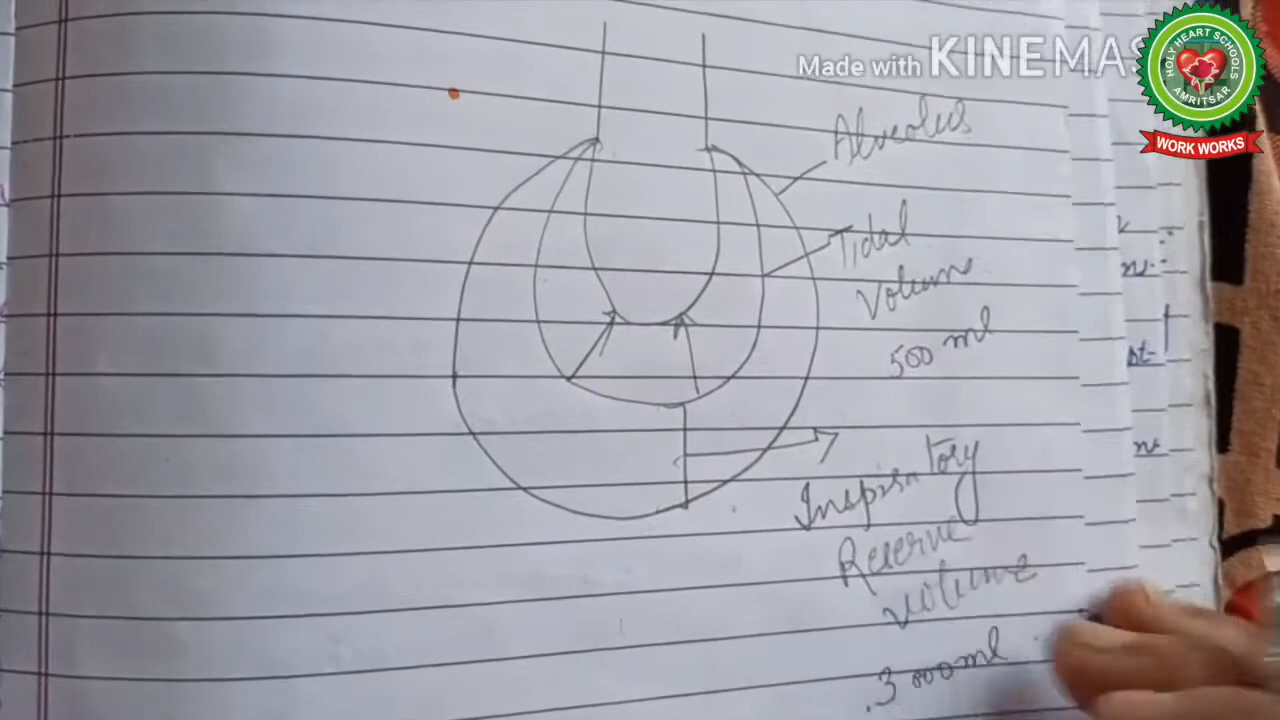 Made with KINEMAS
HOLY HEART SCHOOLS
AMRITSAR
WORK WORKS
Alveolus
Tidal
Volume
500 ml
Inspiratory
Reserve
volume
3000ml